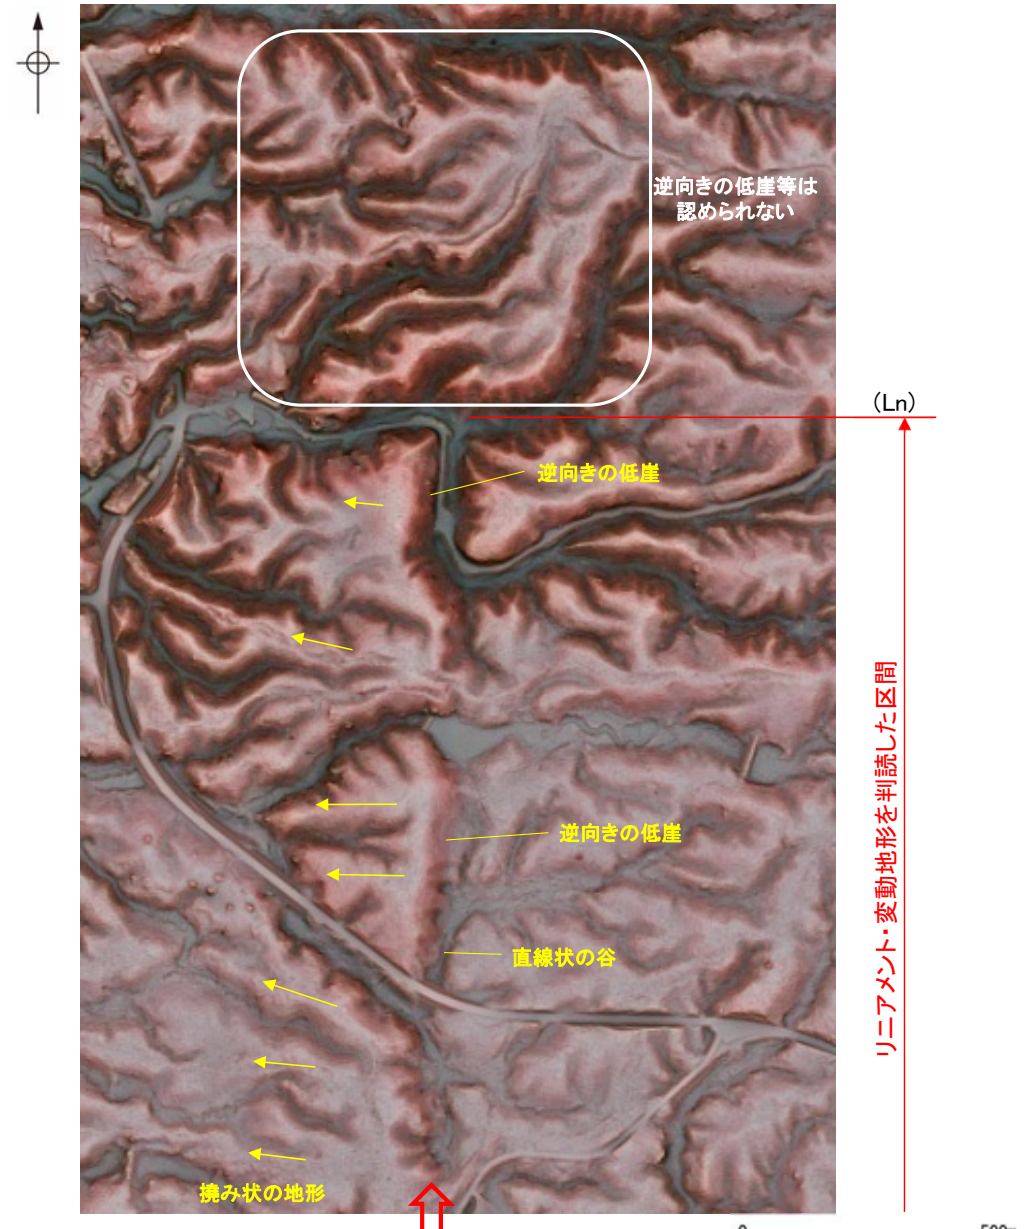 逆向きの低崖等は
認められない
（Ln）
逆向きの低崖
リニアメント・変動地形を判読した区間
逆向きの低崖
直線状の谷
撓み状の地形